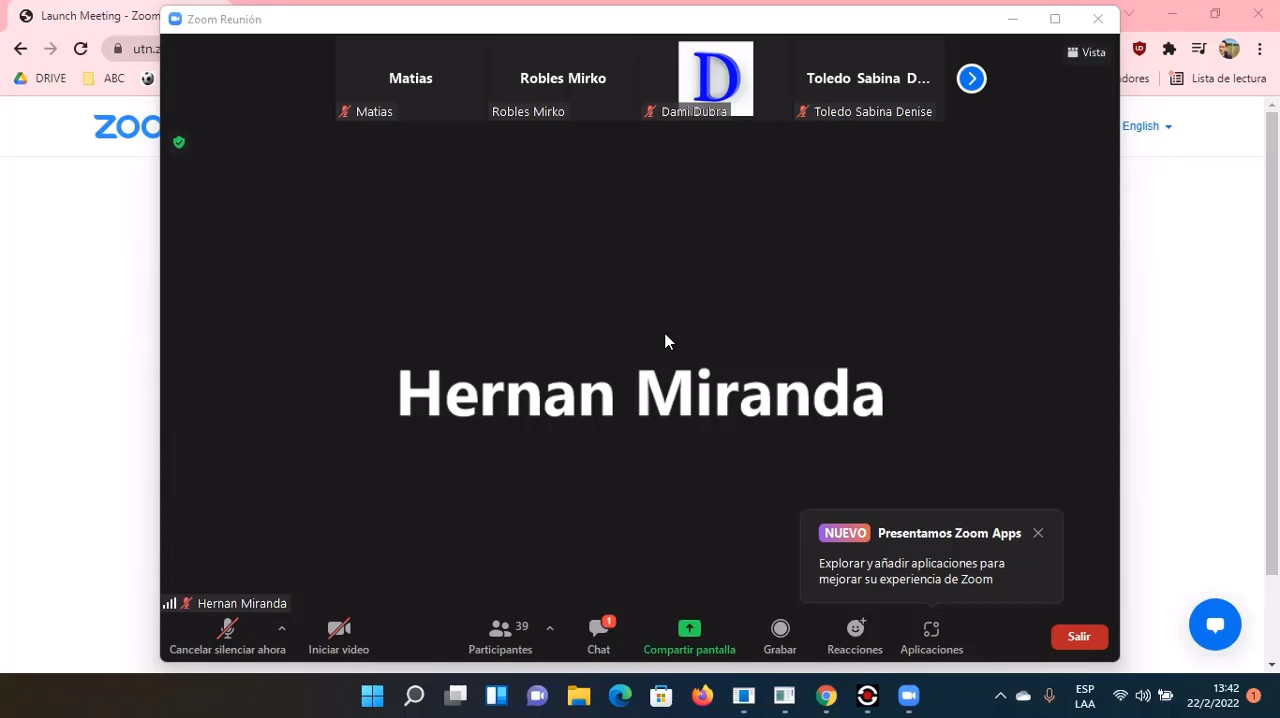 Launch Meeting - Zoom
Zoom Reunión
utn.z
DRIVE
ABC
dores
Lista de lectura
zoo
English
Vista
Matias
Robles Mirko
D
Toledo Sabina D...
Matias
Robles Mirko
Dami Dubra
Toledo Sabina Denise
Hernan Miranda
NUEVO Presentamos Zoom Apps
Explorar y añadir aplicaciones para
mejorar su experiencia de Zoom
Hernan Miranda
39
1
Cancelar silenciar ahora
Iniciar video
Participantes
Chat
Compartir pantalla
Grabar
Reacciones
Aplicaciones
Salir
ESP
LAA
13:42
22/2/2022
1